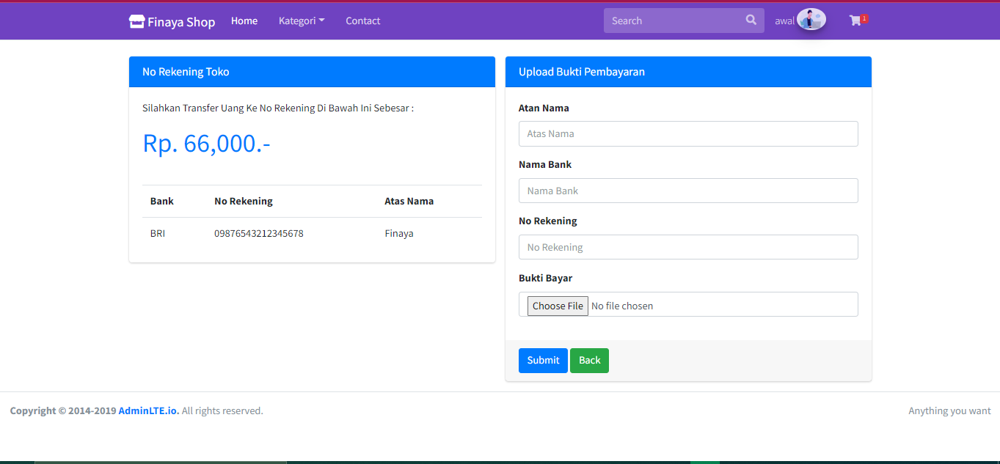 Finaya Shop Home Kategori Contact Search awal 1
No Rekening Toko
Silahkan Transfer Uang Ke No Rekening Di Bawah Ini Sebesar :
Rp. 66,000.-
Bank No Rekening Atas Nama
BRI 09876543212345678 Finaya
Upload Bukti Pembayaran
Atan Nama
Atas Nama
Nama Bank
Nama Bank
No Rekening
No Rekening
Bukti Bayar
Choose File No file chosen
Submit Back
Copyright © 2014-2019 AdminLTE.io. All rights reserved. Anything you want